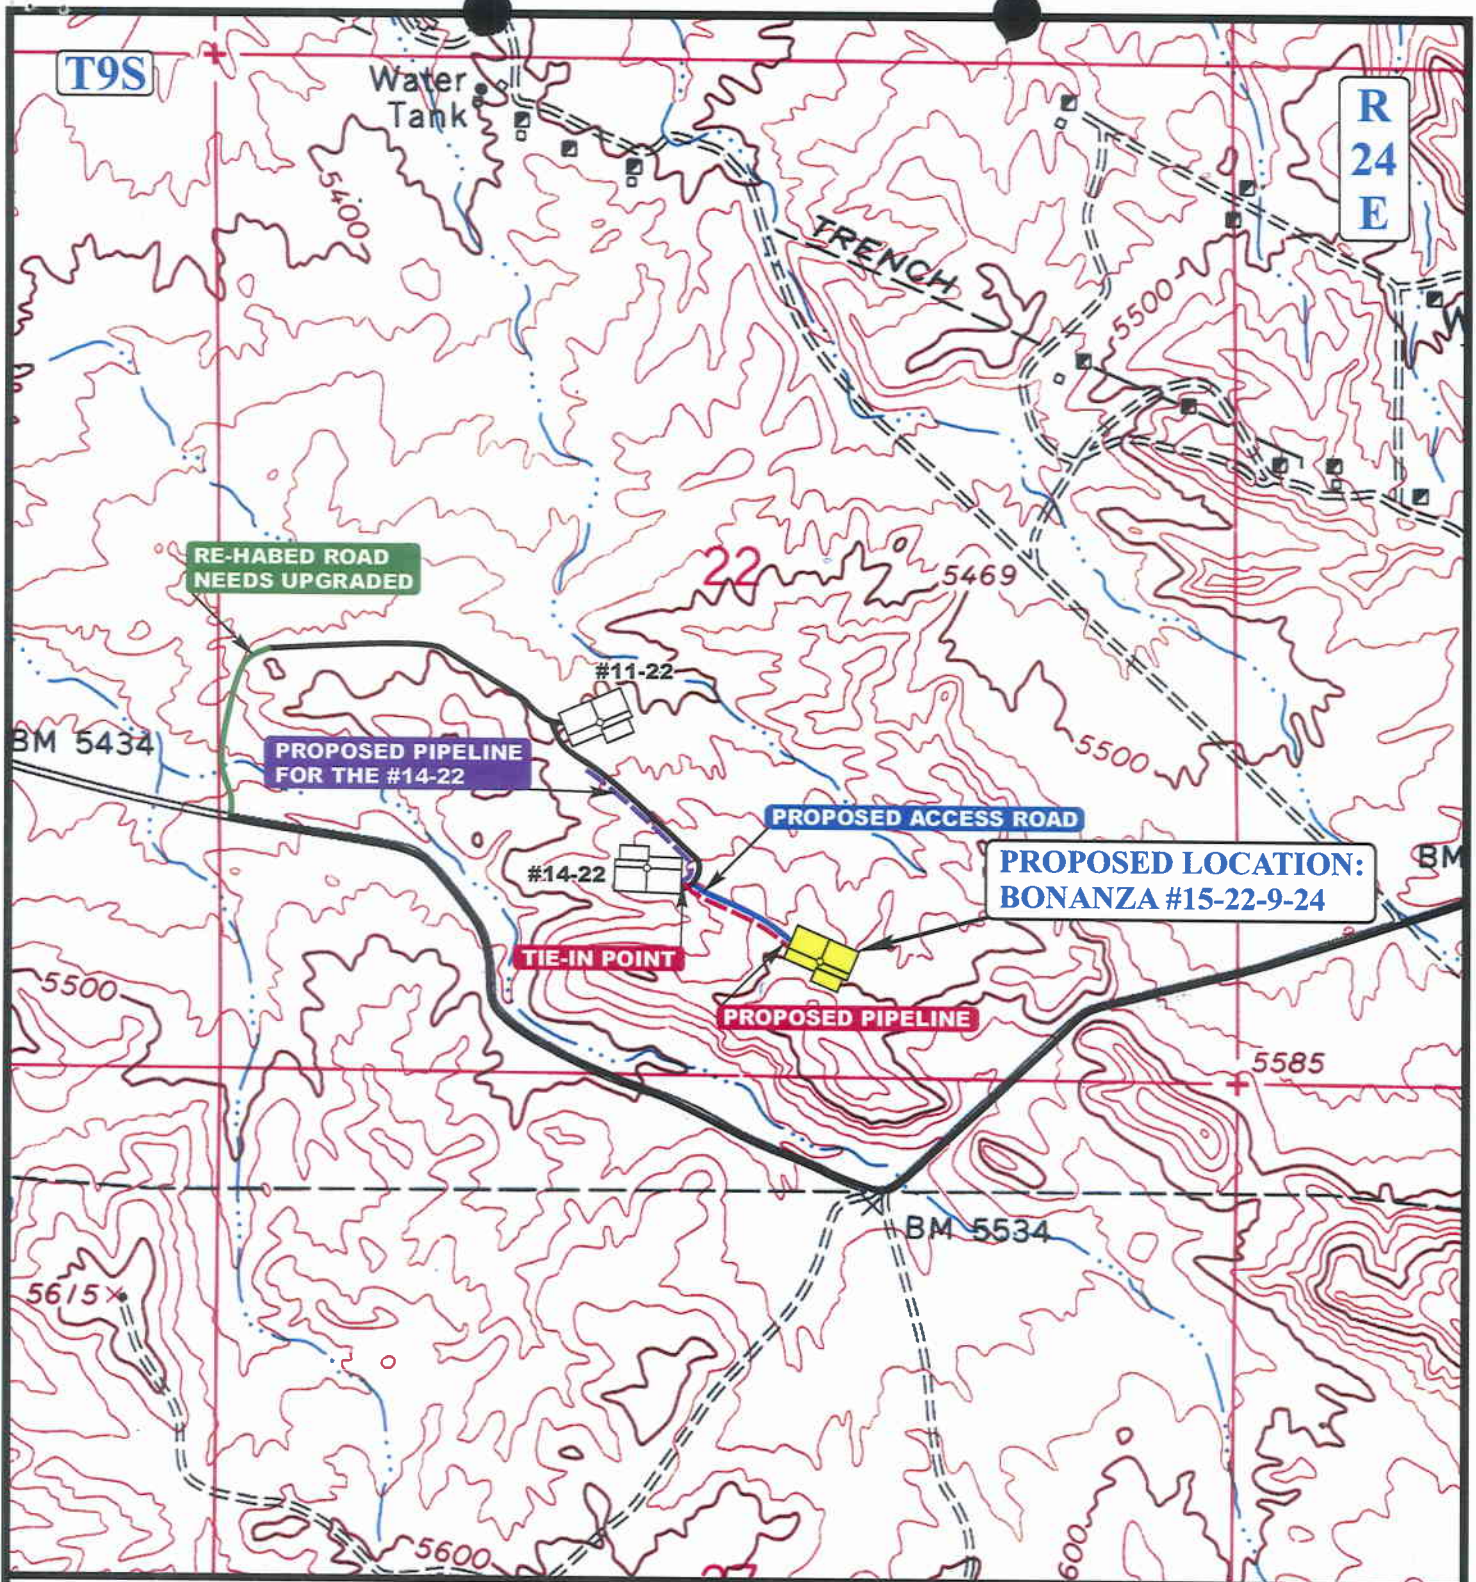 T9S
Water
Tank
R
24
E
5400
TRENCH
5500
W
RE-HABED ROAD
NEEDS UPGRADED
22
5469
#11-22
BM 5434
PROPOSED PIPELINE
FOR THE #14-22
5500
PROPOSED ACCESS ROAD
PROPOSED LOCATION:
BONANZA #15-22-9-24
BM
#14-22
TIE-IN POINT
5500
PROPOSED PIPELINE
5585
BM 5534
5615
5600
600